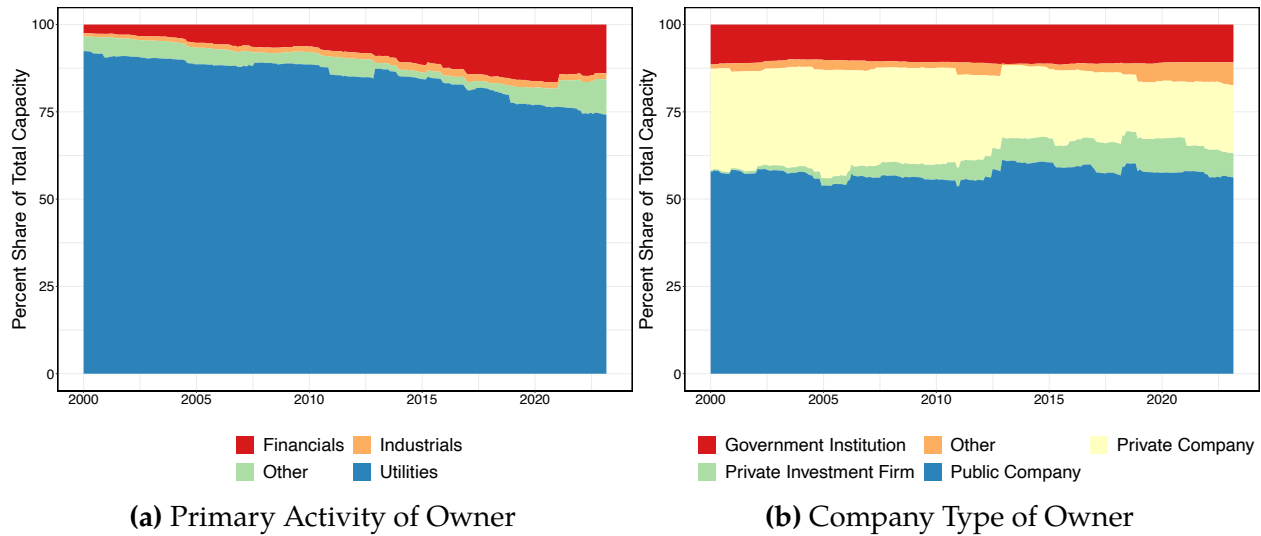 Percent Share of Total Capacity
100
75
50
25
0
2000 2005 2010 2015 2020
Financials Industrials
Other Utilities
(a) Primary Activity of Owner
Percent Share of Total Capacity
100
75
50
25
0
2000 2005 2010 2015 2020
Government Institution Other Private Company
Private Investment Firm Public Company
(b) Company Type of Owner